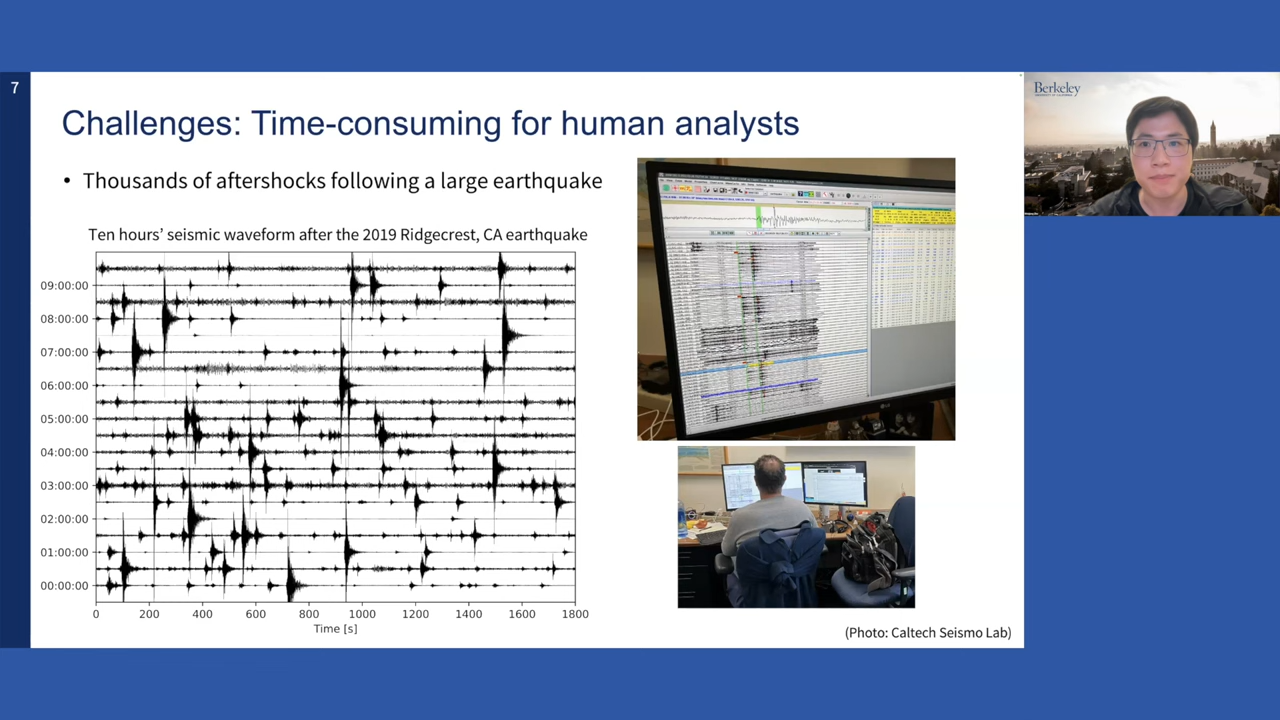 7
Challenges: Time-consuming for human analysts
• Thousands of aftershocks following a large earthquake
Ten hours' seismic waveform after the 2019 Ridgecrest, CA earthquake
09:00:00
08:00:00
07:00:00
06:00:00
05:00:00
04:00:00
03:00:00
02:00:00
01:00:00
00:00:00
0 200 400 600 800 1000 1200 1400 1600 1800
Time [s]
(Photo: Caltech Seismo Lab)
Berkeley